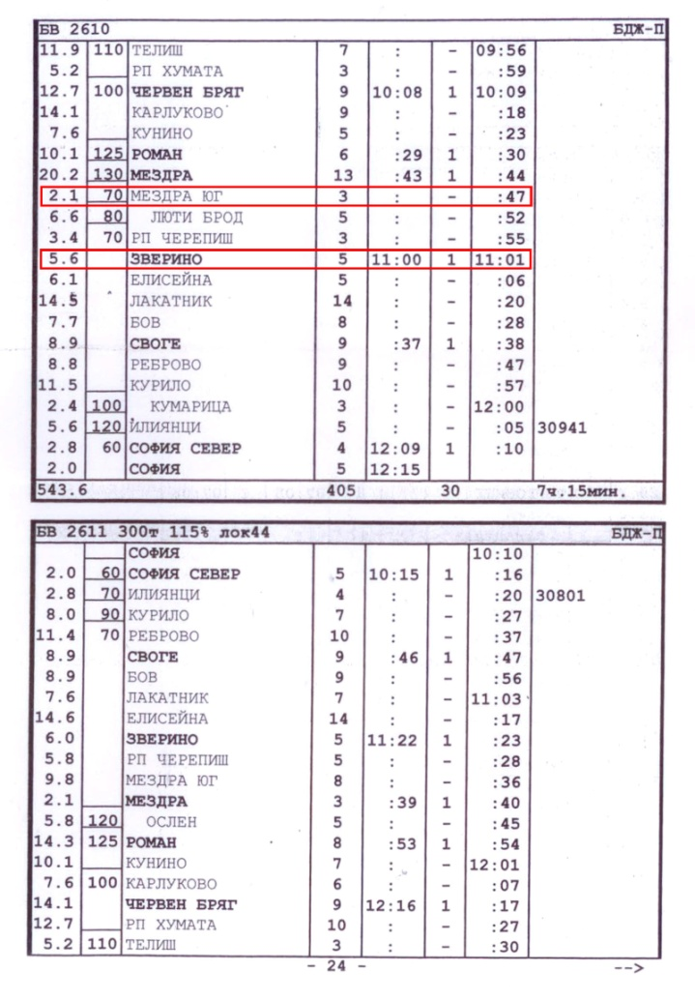 БВ 2610 БДЖ-П
11.9 110 ТЕЛИШ 7 : - 09:56
5.2 РП ХУМАТА 3 : - :59
12.7 100 ЧЕРВЕН БРЯГ 9 10:08 1 10:09
14.1 КАРЛУКОВО 9 : - :18
7.6 КУНИНО 5 : - :23
10.1 125 РОМАН 6 :29 1 :30
20.2 130 МЕЗДРА 13 :43 1 :44
2.1 70 МЕЗДРА ЮГ 3 : - :47
6.6 80 ЛЮТИ БРОД 5 : - :52
3.4 70 РП ЧЕРЕПИШ 3 : - :55
5.6 ЗВЕРИНО 5 11:00 1 11:01
6.1 ЕЛИСЕЙНА 5 : - :06
14.5 ЛАКАТНИК 14 : - :20
7.7 БОВ 8 : - :28
8.9 СВОГЕ 9 :37 1 :38
8.8 РЕБРОВО 9 : - :47
11.5 КУРИЛО 10 : - :57
2.4 100 КУМАРИЦА 3 : - 12:00
5.6 120 ИЛИЯНЦИ 5 : - :05 30941
2.8 60 СОФИЯ СЕВЕР 4 12:09 1 :10
2.0 СОФИЯ 5 12:15
543.6 405 30 7ч.15мин.
БВ 2611 300т 115% лок44 БДЖ-П
СОФИЯ 10:10
2.0 60 СОФИЯ СЕВЕР 5 10:15 1 :16
2.8 70 ИЛИЯНЦИ 4 : - :20 30801
8.0 90 КУРИЛО 7 : - :27
11.4 70 РЕБРОВО 10 : - :37
8.9 СВОГЕ 9 :46 1 :47
8.9 БОВ 9 : - :56
7.6 ЛАКАТНИК 7 : - 11:03
14.6 ЕЛИСЕЙНА 14 : - :17
6.0 ЗВЕРИНО 5 11:22 1 :23
5.8 РП ЧЕРЕПИШ 5 : - :28
9.8 МЕЗДРА ЮГ 8 : - :36
2.1 МЕЗДРА 3 :39 1 :40
5.8 120 ОСЛЕН 5 : - :45
14.3 125 РОМАН 8 :53 1 :54
10.1 КУНИНО 7 : - 12:01
7.6 100 КАРЛУКОВО 6 : - :07
14.1 ЧЕРВЕН БРЯГ 9 12:16 1 :17
12.7 РП ХУМАТА 10 : - :27
5.2 110 ТЕЛИШ 3 : - :30
- 24 - -->